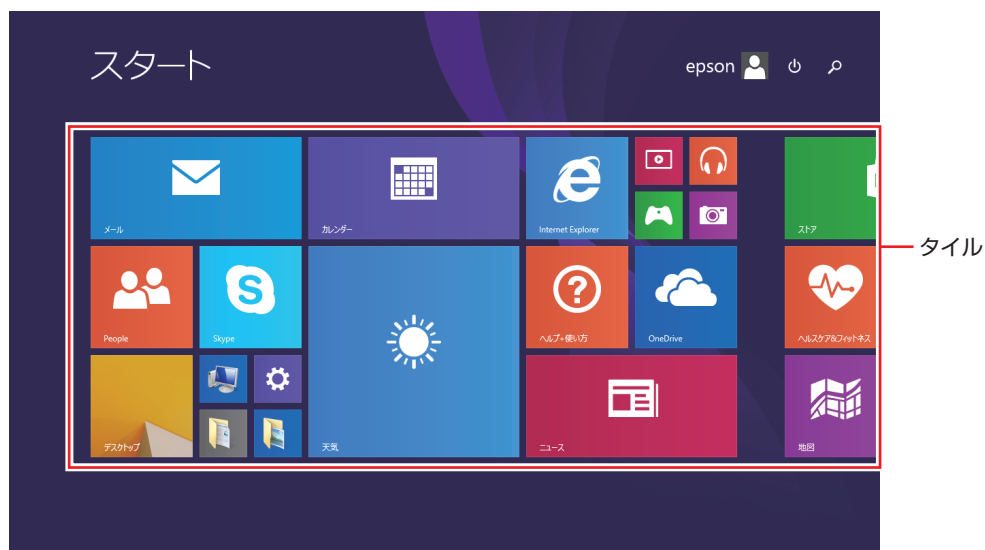 スタート
epson
メール
カレンダー
Internet Explorer
ストア
タイル
People
Skype
ヘルプ+使い方
OneDrive
ヘルスケア&フィットネス
デスクトップ
天気
ニュース
地図